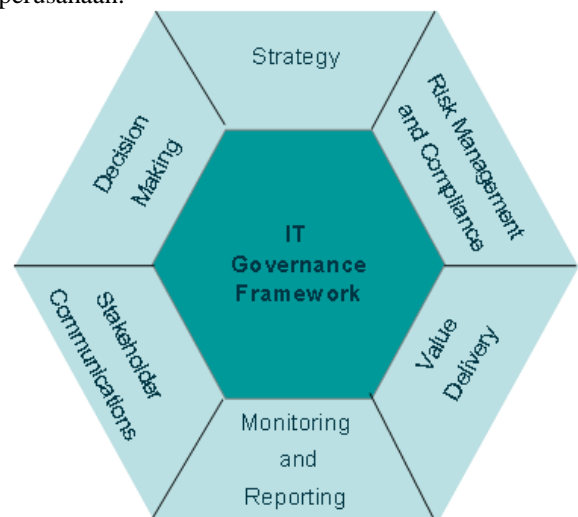 perusahaan.
Strategy
Risk Management
and Compliance
Value
Delivery
Monitoring
and
Reporting
Stakeholder
Communications
Decision
Making
IT
Governance
Framework